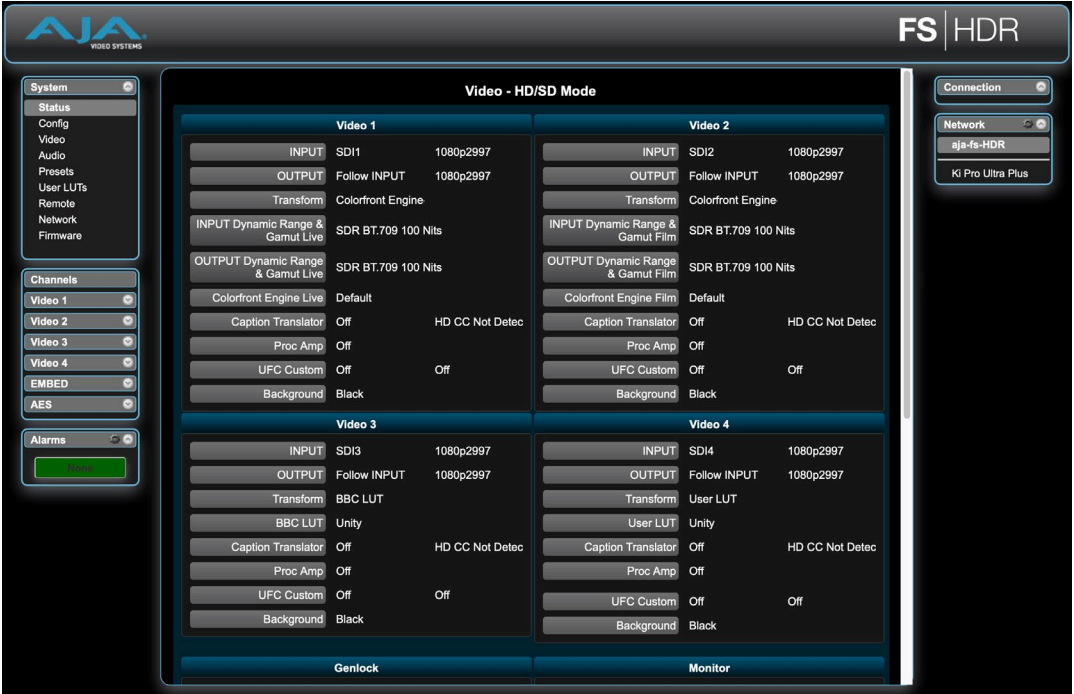 AJA
VIDEO SYSTEMS
FS HDR
System
Status
Config
Video
Audio
Presets
User LUTs
Remote
Network
Firmware
Channels
Video 1
Video 2
Video 3
Video 4
EMBED
AES
Alarms
None
Video - HD/SD Mode
Video 1
INPUT SDI1 1080p2997
OUTPUT Follow INPUT 1080p2997
Transform Colorfront Engine
INPUT Dynamic Range &
Gamut Live SDR BT.709 100 Nits
OUTPUT Dynamic Range
& Gamut Live SDR BT.709 100 Nits
Colorfront Engine Live Default
Caption Translator Off HD CC Not Detec
Proc Amp Off
UFC Custom Off Off
Background Black
Video 2
INPUT SDI2 1080p2997
OUTPUT Follow INPUT 1080p2997
Transform Colorfront Engine
INPUT Dynamic Range &
Gamut Film SDR BT.709 100 Nits
OUTPUT Dynamic Range
& Gamut Film SDR BT.709 100 Nits
Colorfront Engine Film Default
Caption Translator Off HD CC Not Detec
Proc Amp Off
UFC Custom Off Off
Background Black
Video 3
INPUT SDI3 1080p2997
OUTPUT Follow INPUT 1080p2997
Transform BBC LUT
BBC LUT Unity
Caption Translator Off HD CC Not Detec
Proc Amp Off
UFC Custom Off Off
Background Black
Video 4
INPUT SDI4 1080p2997
OUTPUT Follow INPUT 1080p2997
Transform User LUT
User LUT Unity
Caption Translator Off HD CC Not Detec
Proc Amp Off
UFC Custom Off Off
Background Black
Genlock
Monitor
Connection
Network
aja-fs-HDR
Ki Pro Ultra Plus